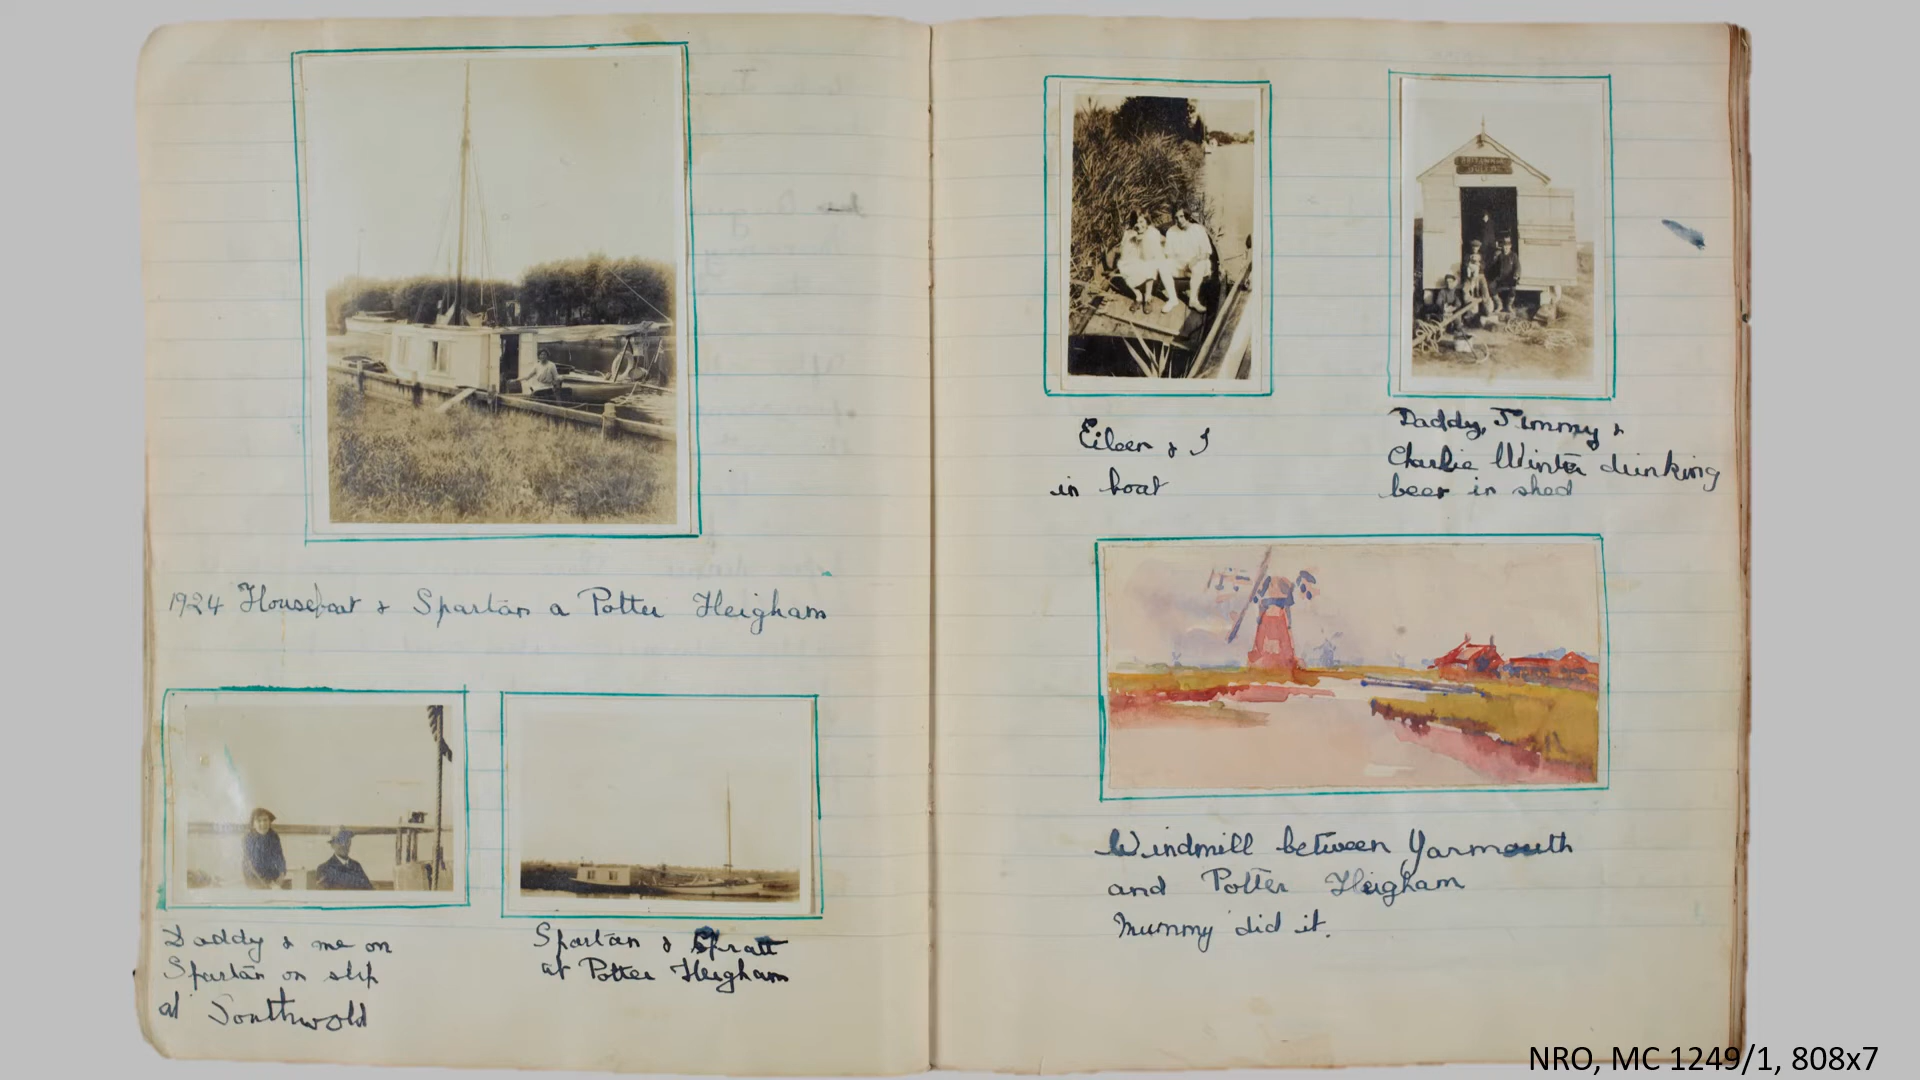 1924 Houseboat & Spartan a Potter Heigham
Daddy & me on
Spartan on slip
at Southwold
Spartan & Spratt
at Potter Heigham
BRITANNIA
Eileen & I
in boat
Daddy, Jimmy &
Charlie Winter drinking
beer in shed
Windmill between Yarmouth
and Potter Heigham
Mummy did it.
NRO, MC 1249/1, 808x7